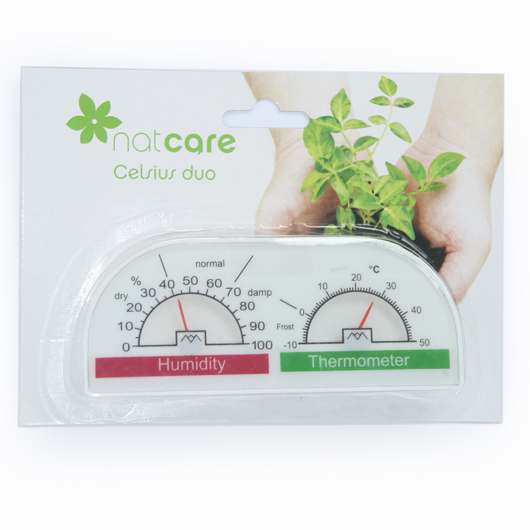 natcare
Celsius duo
normal
% dry damp
0 10 20 30 40 50 60 70 80 90 100
Humidity
°C
Frost
-10 0 10 20 30 40 50
Thermometer